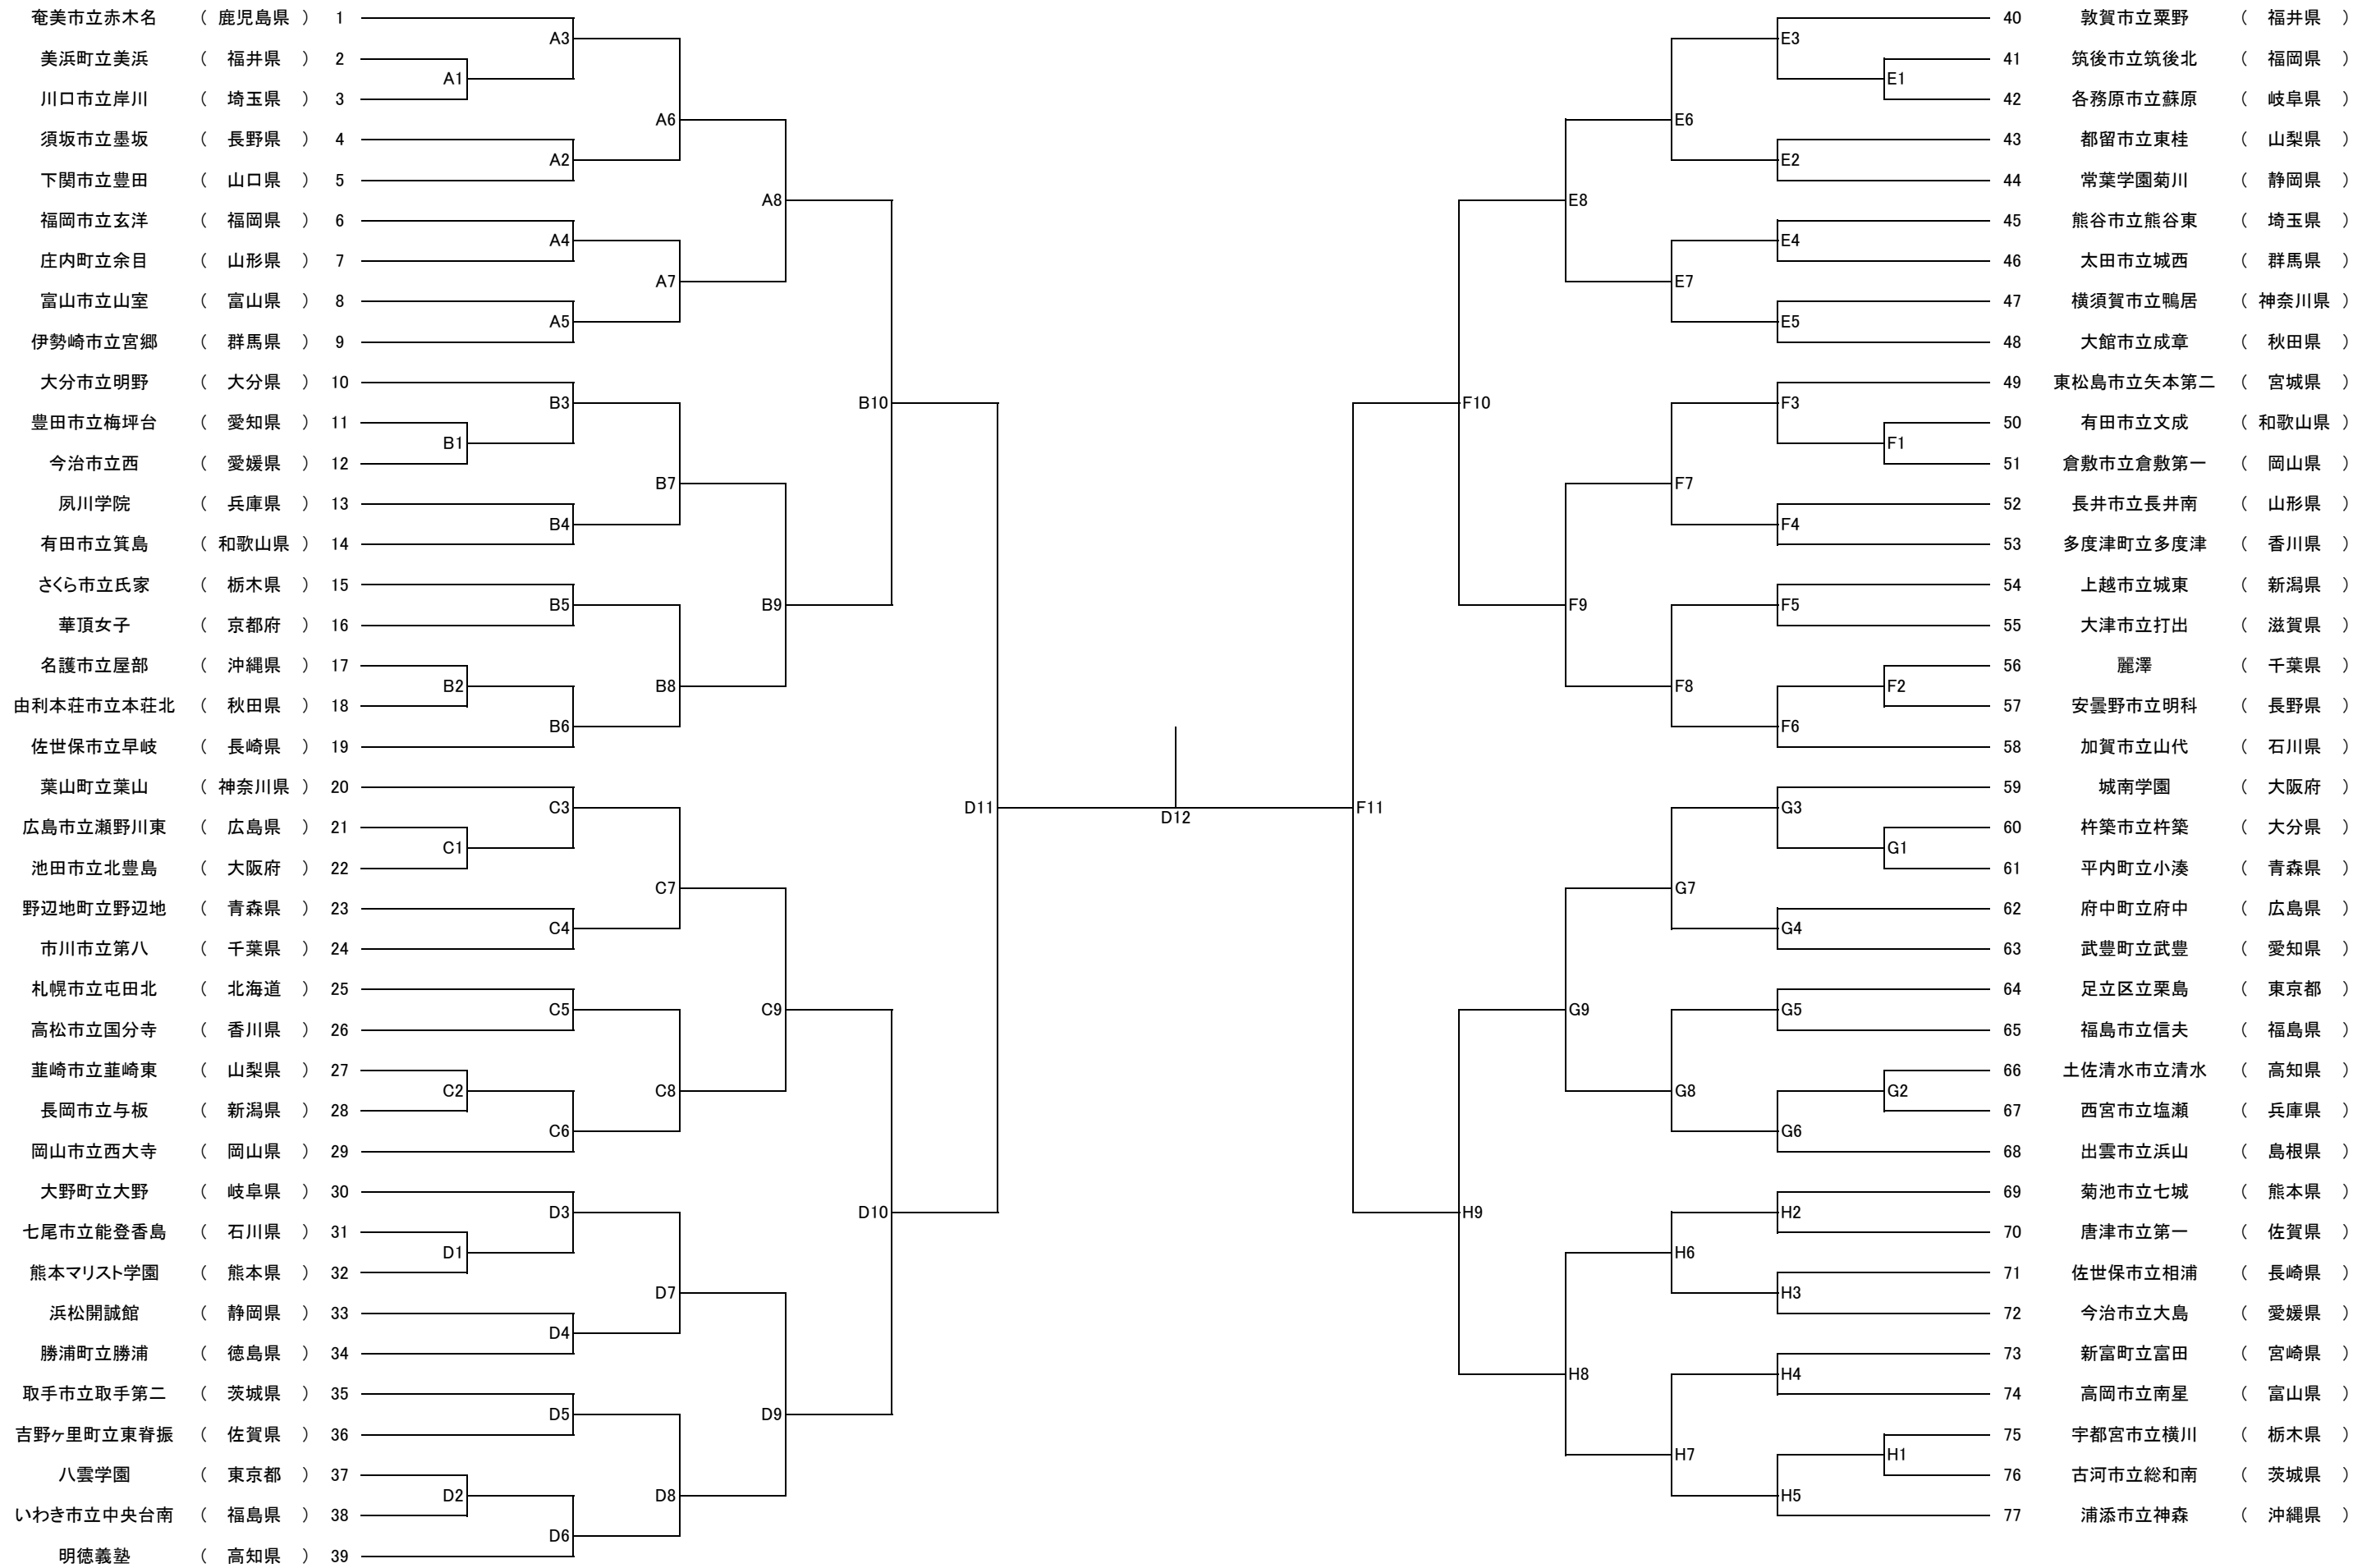 奄美市立赤木名 （ 鹿児島県 ） 1
美浜町立美浜 （ 福井県 ） 2
川口市立岸川 （ 埼玉県 ） 3
須坂市立墨坂 （ 長野県 ） 4
下関市立豊田 （ 山口県 ） 5
福岡市立玄洋 （ 福岡県 ） 6
庄内町立余目 （ 山形県 ） 7
富山市立山室 （ 富山県 ） 8
伊勢崎市立宮郷 （ 群馬県 ） 9
大分市立明野 （ 大分県 ） 10
豊田市立梅坪台 （ 愛知県 ） 11
今治市立西 （ 愛媛県 ） 12
夙川学院 （ 兵庫県 ） 13
有田市立箕島 （ 和歌山県 ） 14
さくら市立氏家 （ 栃木県 ） 15
華頂女子 （ 京都府 ） 16
名護市立屋部 （ 沖縄県 ） 17
由利本荘市立本荘北 （ 秋田県 ） 18
佐世保市立早岐 （ 長崎県 ） 19
葉山町立葉山 （ 神奈川県 ） 20
広島市立瀬野川東 （ 広島県 ） 21
池田市立北豊島 （ 大阪府 ） 22
野辺地町立野辺地 （ 青森県 ） 23
市川市立第八 （ 千葉県 ） 24
札幌市立屯田北 （ 北海道 ） 25
高松市立国分寺 （ 香川県 ） 26
韮崎市立韮崎東 （ 山梨県 ） 27
長岡市立与板 （ 新潟県 ） 28
岡山市立西大寺 （ 岡山県 ） 29
大野町立大野 （ 岐阜県 ） 30
七尾市立能登香島 （ 石川県 ） 31
熊本マリスト学園 （ 熊本県 ） 32
浜松開誠館 （ 静岡県 ） 33
勝浦町立勝浦 （ 徳島県 ） 34
取手市立取手第二 （ 茨城県 ） 35
吉野ヶ里町立東脊振 （ 佐賀県 ） 36
八雲学園 （ 東京都 ） 37
いわき市立中央台南 （ 福島県 ） 38
明徳義塾 （ 高知県 ） 39
A1
B1
B2
C1
C2
D1
D2
A3
A2
A4
A5
B3
B4
B5
B6
C3
C4
C5
C6
D3
D4
D5
D6
A6
A7
B7
B8
C7
C8
D7
D8
A8
B9
C9
D9
B10
D10
D11
D12
F11
F10
H9
E8
F9
G9
H8
E6
E7
F7
F8
G7
G8
H6
H7
E3
E2
E4
E5
F3
F4
F5
F6
G3
G4
G5
G6
H2
H3
H4
H5
E1
F1
F2
G1
G2
H1
40 敦賀市立粟野 （ 福井県 ）
41 筑後市立筑後北 （ 福岡県 ）
42 各務原市立蘇原 （ 岐阜県 ）
43 都留市立東桂 （ 山梨県 ）
44 常葉学園菊川 （ 静岡県 ）
45 熊谷市立熊谷東 （ 埼玉県 ）
46 太田市立城西 （ 群馬県 ）
47 横須賀市立鴨居 （ 神奈川県 ）
48 大館市立成章 （ 秋田県 ）
49 東松島市立矢本第二 （ 宮城県 ）
50 有田市立文成 （ 和歌山県 ）
51 倉敷市立倉敷第一 （ 岡山県 ）
52 長井市立長井南 （ 山形県 ）
53 多度津町立多度津 （ 香川県 ）
54 上越市立城東 （ 新潟県 ）
55 大津市立打出 （ 滋賀県 ）
56 麗澤 （ 千葉県 ）
57 安曇野市立明科 （ 長野県 ）
58 加賀市立山代 （ 石川県 ）
59 城南学園 （ 大阪府 ）
60 杵築市立杵築 （ 大分県 ）
61 平内町立小湊 （ 青森県 ）
62 府中町立府中 （ 広島県 ）
63 武豊町立武豊 （ 愛知県 ）
64 足立区立栗島 （ 東京都 ）
65 福島市立信夫 （ 福島県 ）
66 土佐清水市立清水 （ 高知県 ）
67 西宮市立塩瀬 （ 兵庫県 ）
68 出雲市立浜山 （ 島根県 ）
69 菊池市立七城 （ 熊本県 ）
70 唐津市立第一 （ 佐賀県 ）
71 佐世保市立相浦 （ 長崎県 ）
72 今治市立大島 （ 愛媛県 ）
73 新富町立富田 （ 宮崎県 ）
74 高岡市立南星 （ 富山県 ）
75 宇都宮市立横川 （ 栃木県 ）
76 古河市立総和南 （ 茨城県 ）
77 浦添市立神森 （ 沖縄県 ）